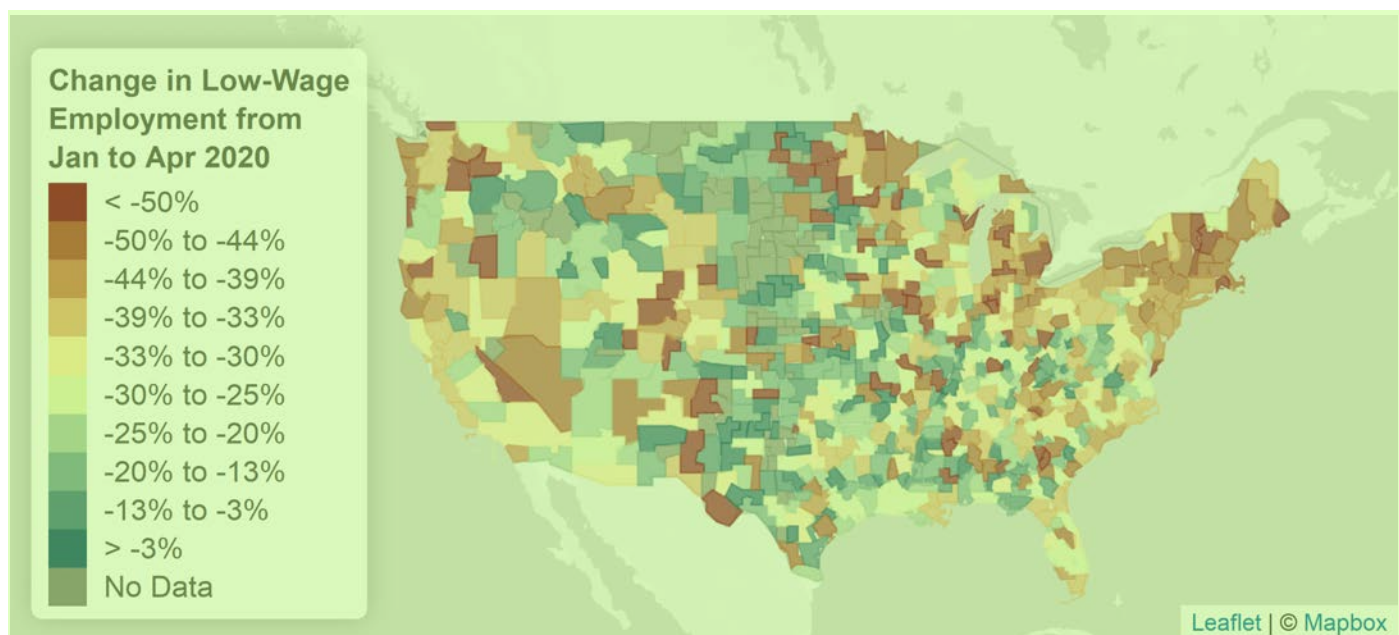 Change in Low-Wage
Employment from
Jan to Apr 2020
< -50%
-50% to -44%
-44% to -39%
-39% to -33%
-33% to -30%
-30% to -25%
-25% to -20%
-20% to -13%
-13% to -3%
> -3%
No Data
Leaflet | © Mapbox